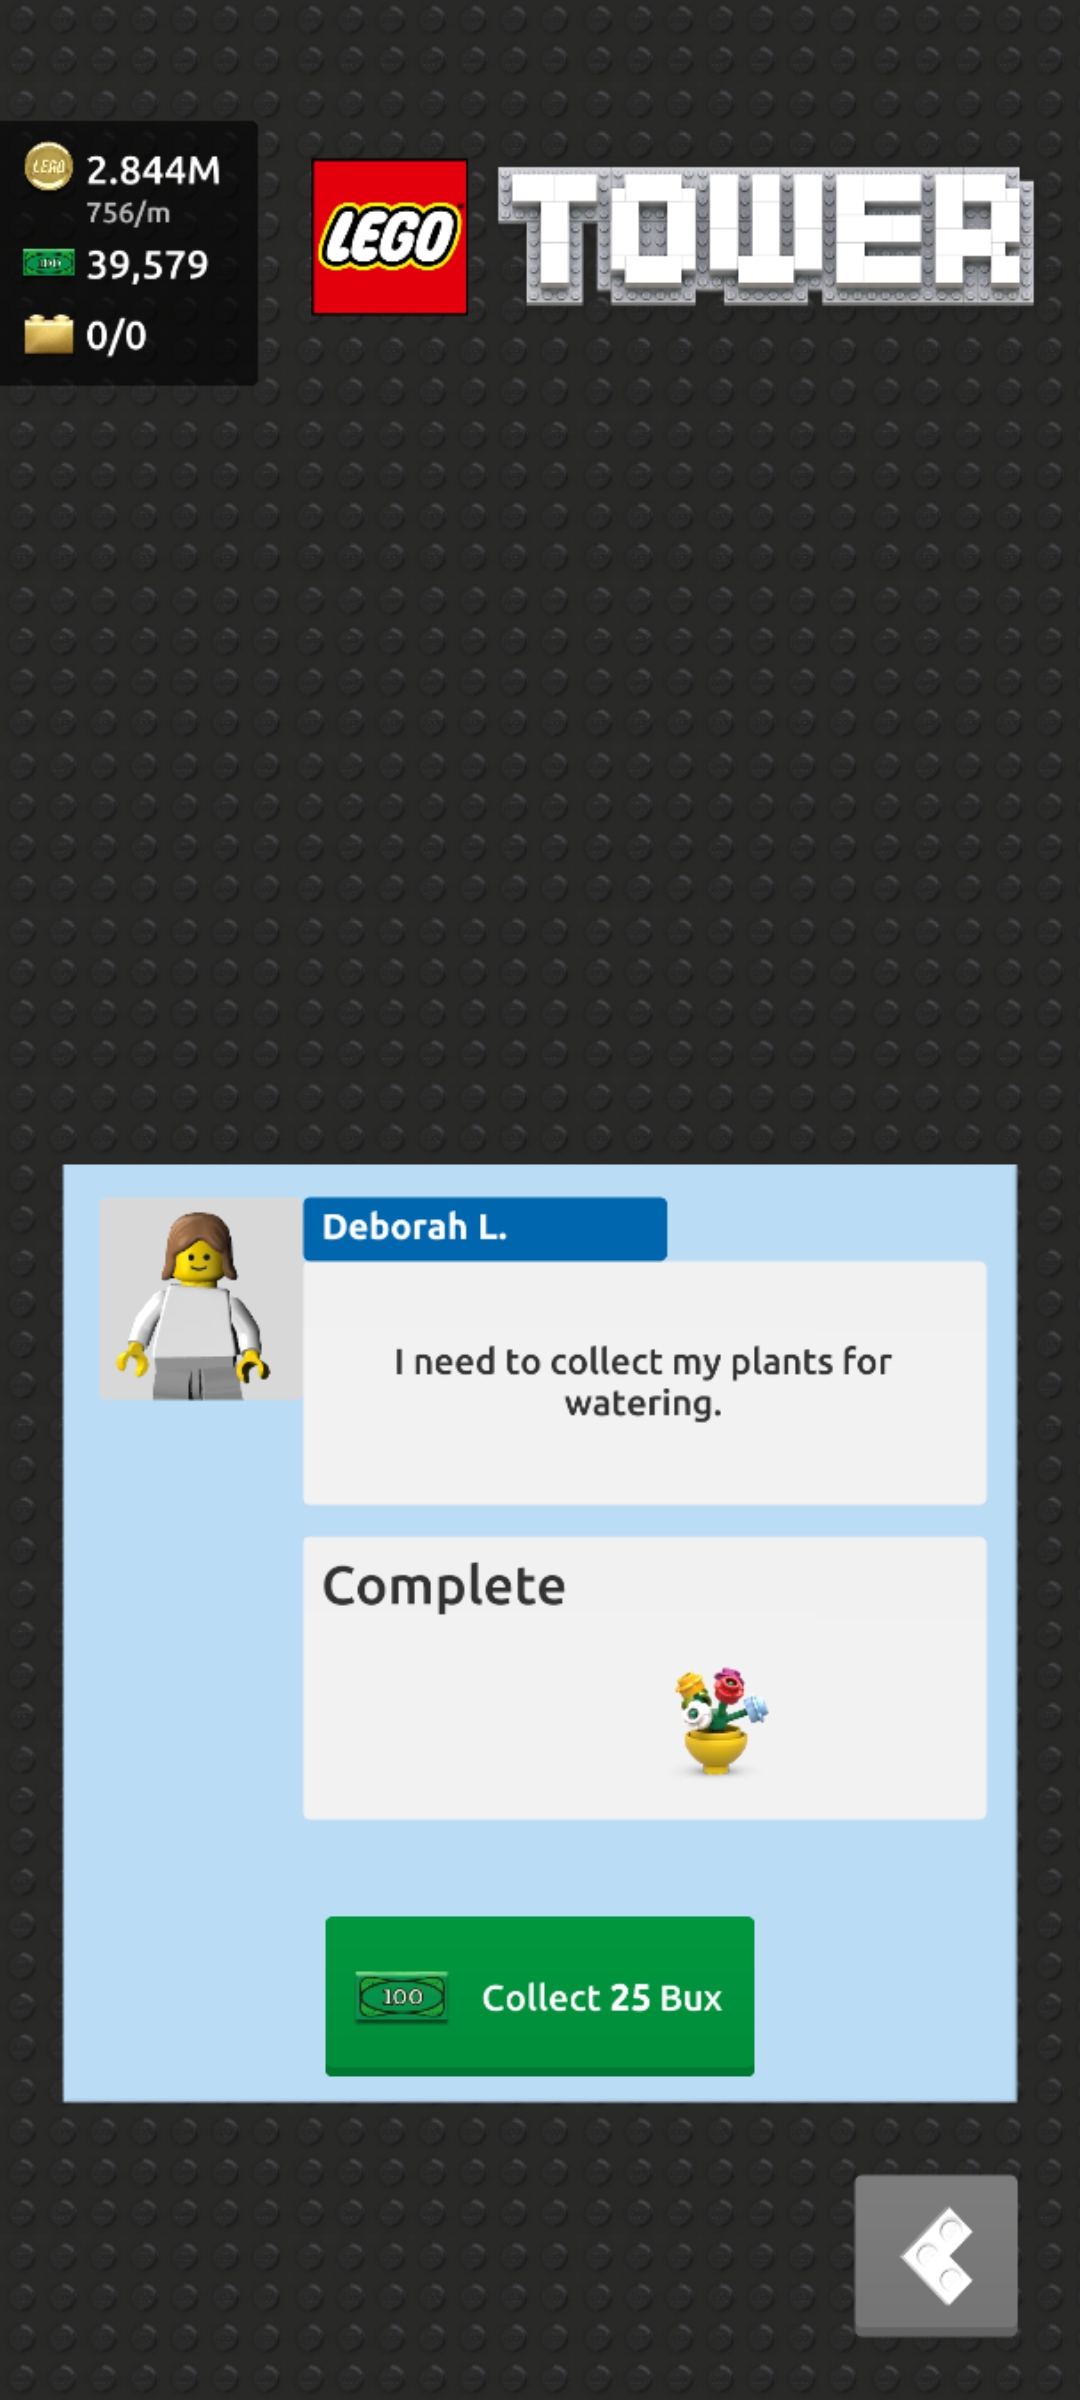 LEGO
2.844M
756/m
100
39,579
0/0
LEGO
TOWER
Deborah L.
I need to collect my plants for
watering.
Complete
100
Collect 25 Bux